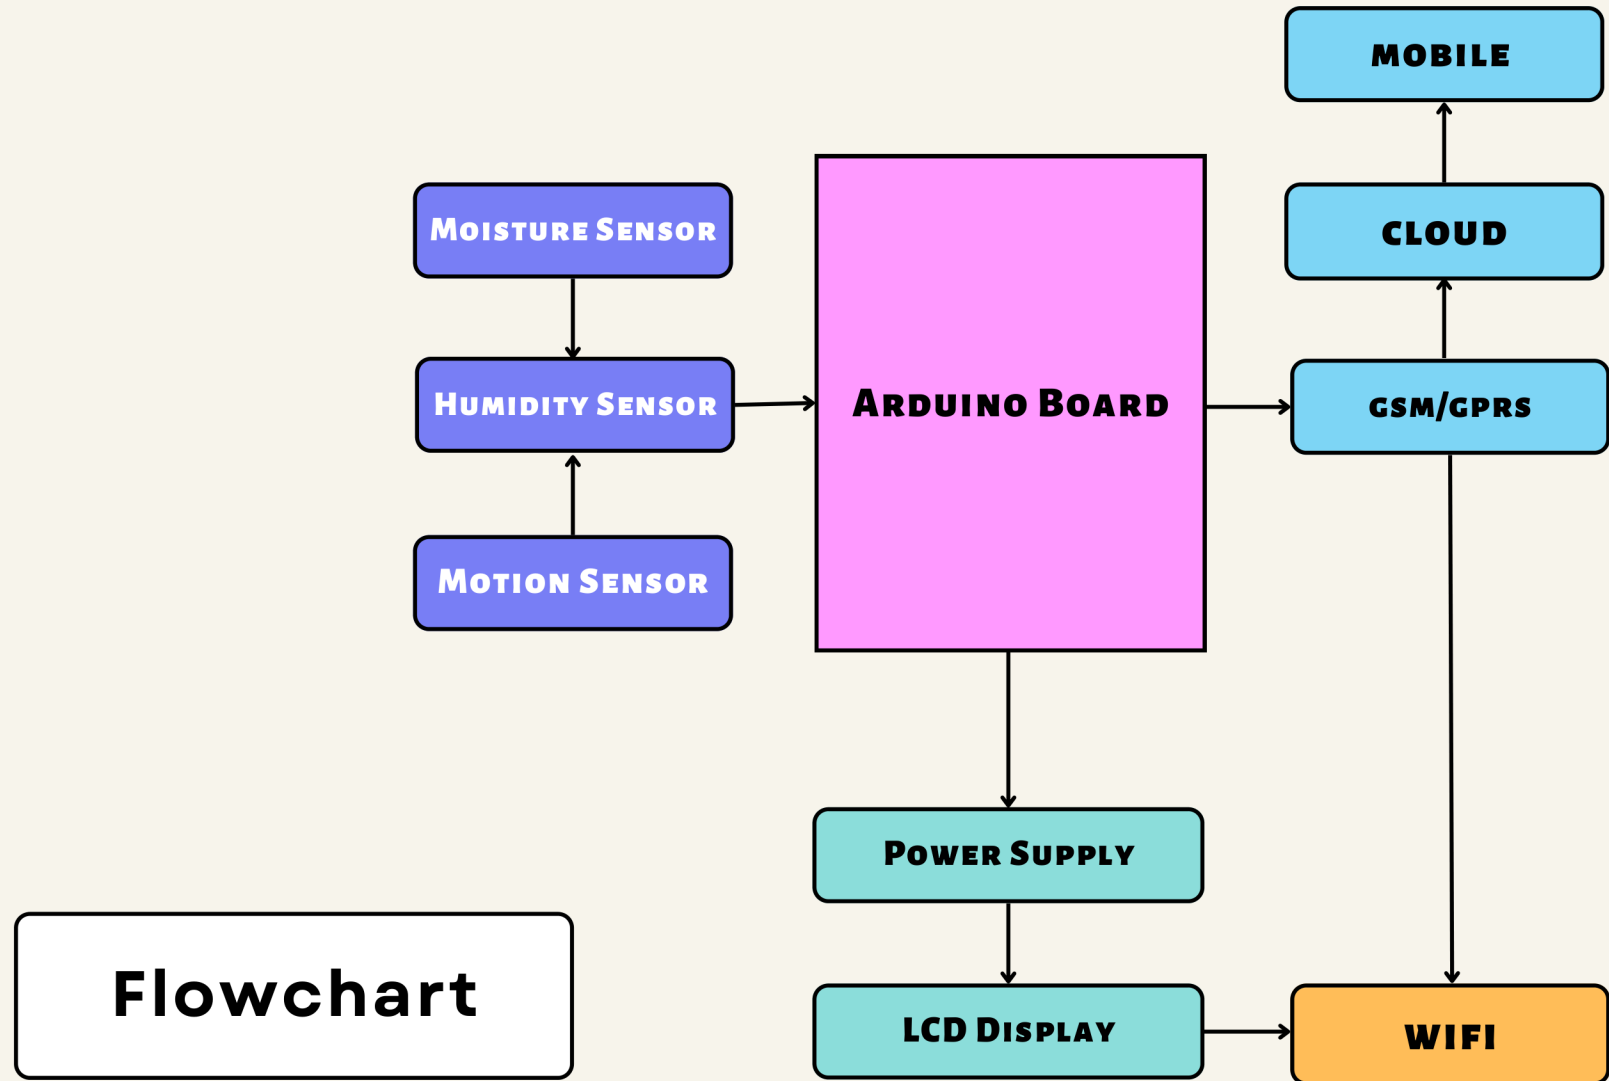 MOBILE
Moisture Sensor
CLOUD
Humidity Sensor
Arduino Board
GSM/GPRS
Motion Sensor
Power Supply
Flowchart
LCD Display
WIFI